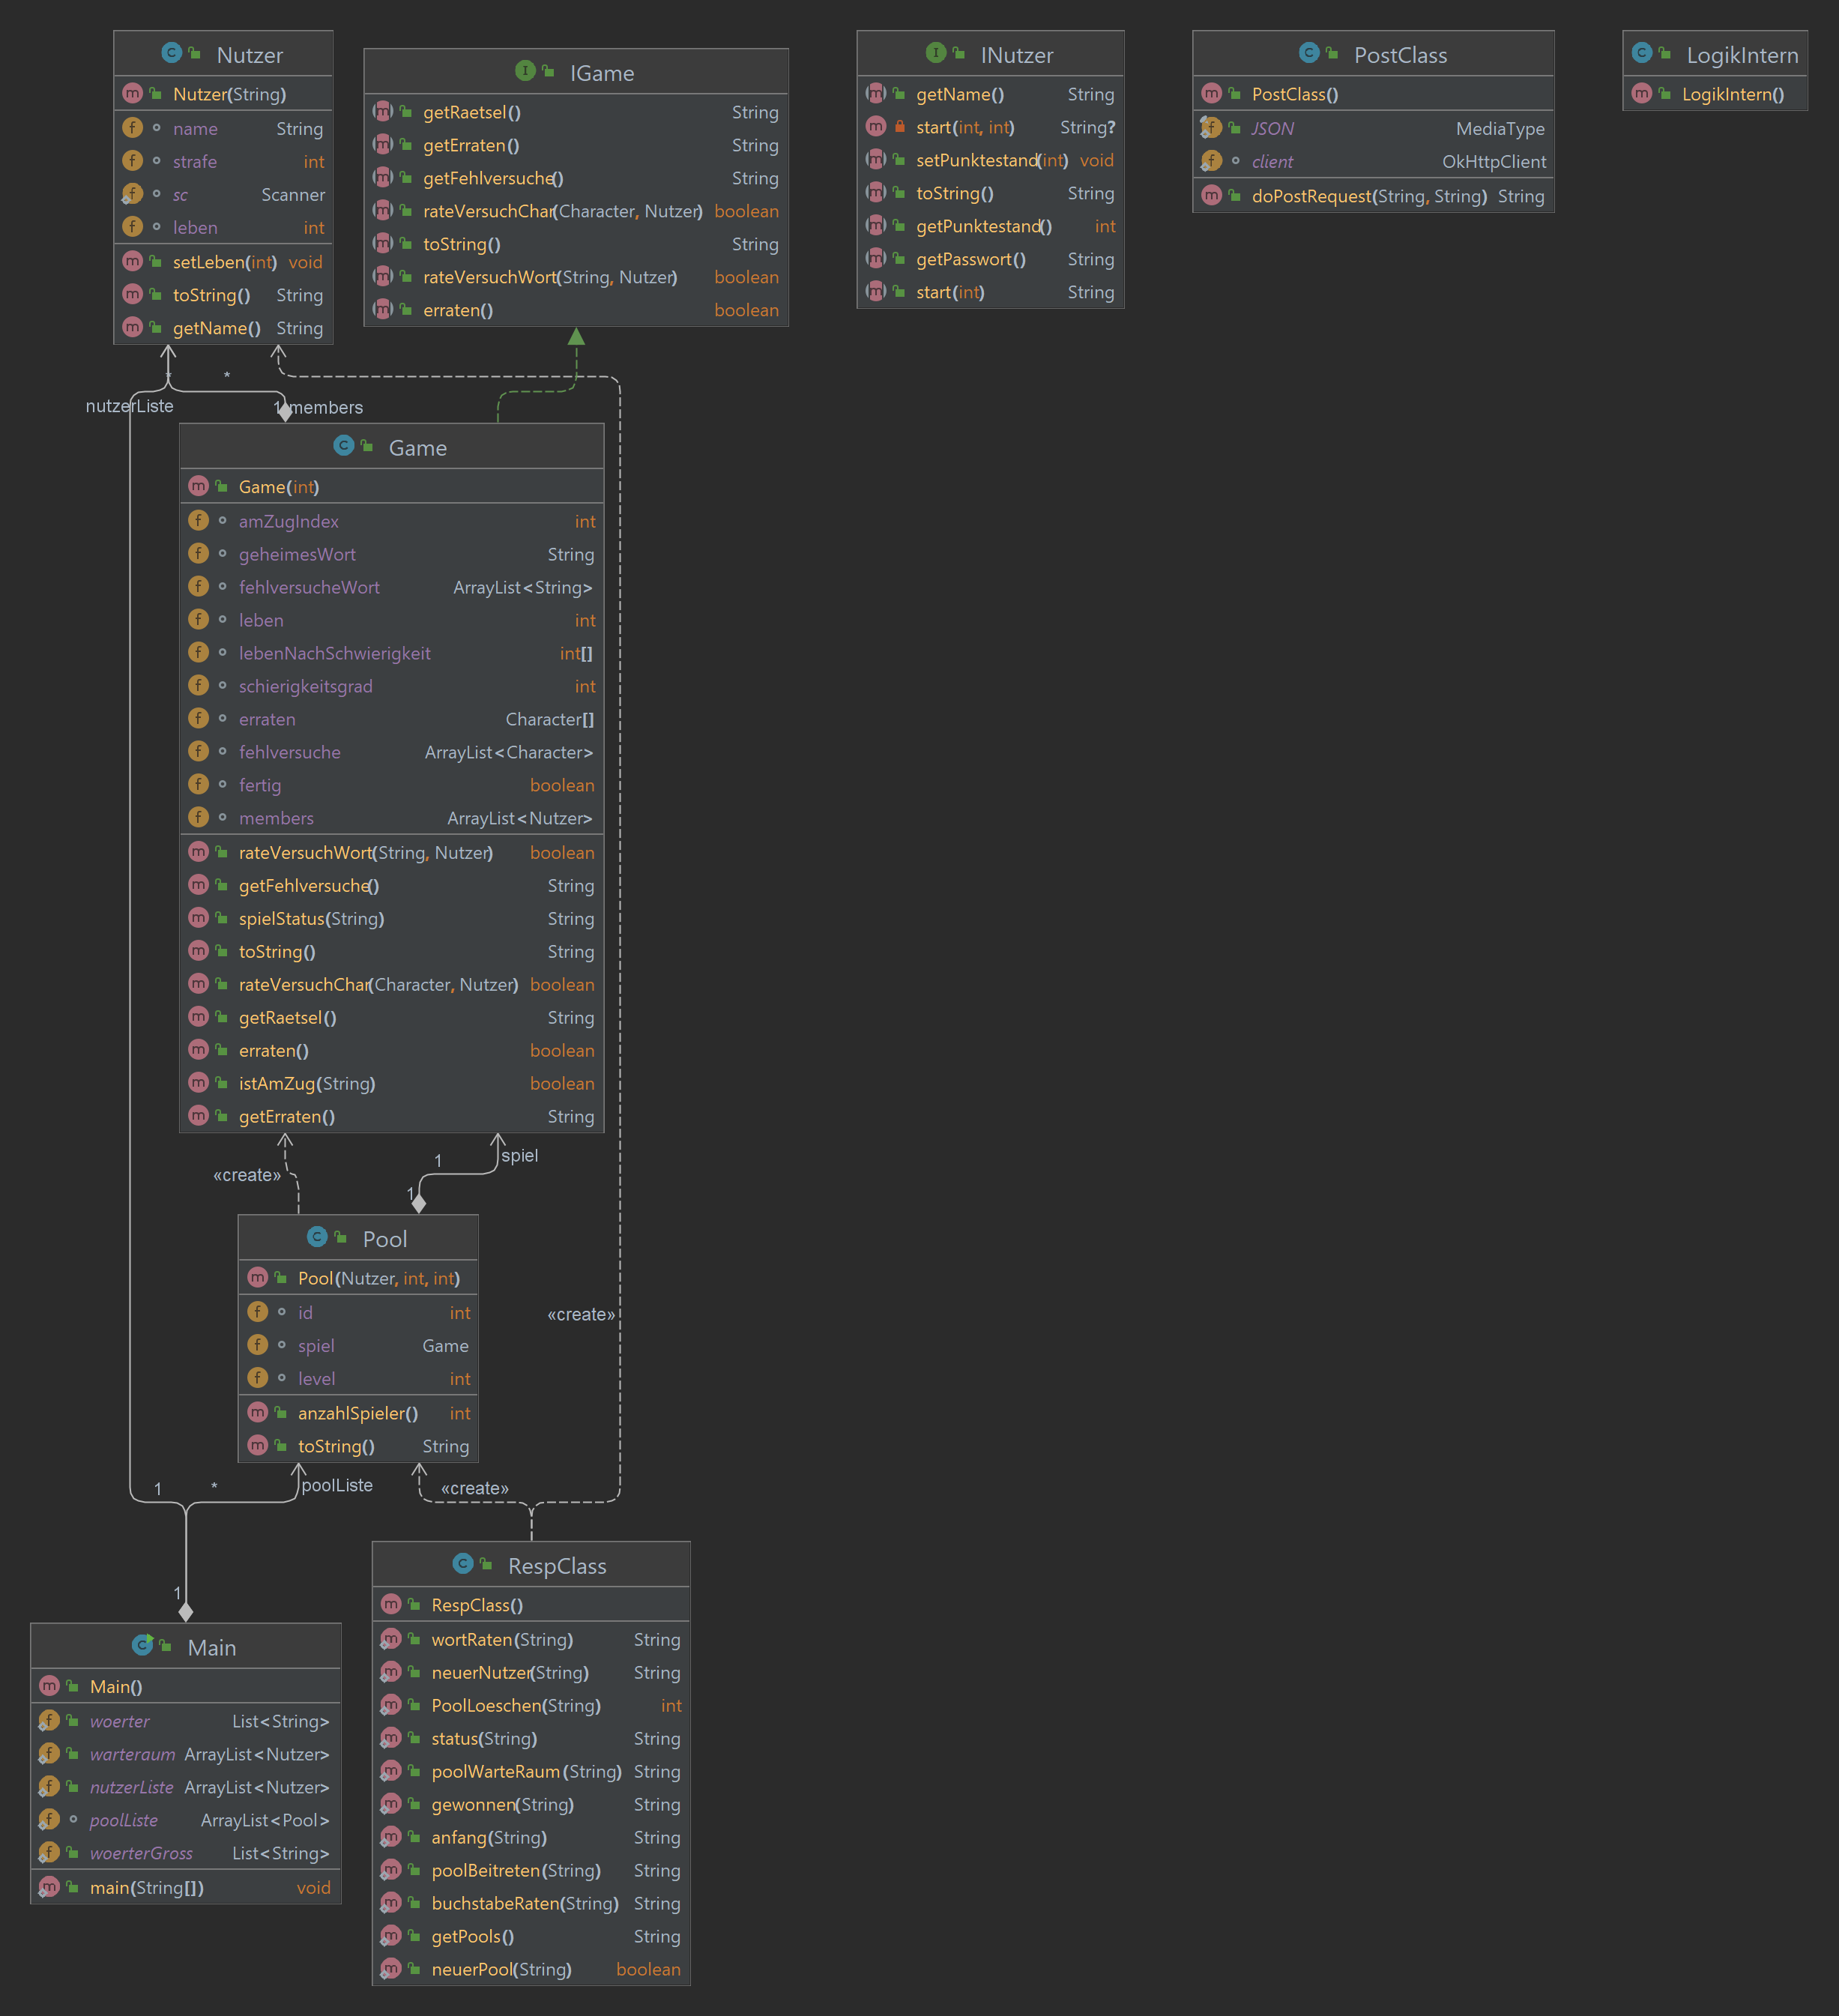 Nutzer
Nutzer(String)
name String
strafe int
sc Scanner
leben int
setLeben(int) void
toString() String
getName() String
IGame
getRaetsel() String
getErraten() String
getFehlversuche() String
rateVersuchChar(Character, Nutzer) boolean
toString() String
rateVersuchWort(String, Nutzer) boolean
erraten() boolean
INutzer
getName() String
start(int, int) String?
setPunktestand(int) void
toString() String
getPunktestand() int
getPasswort() String
start(int) String
PostClass
PostClass()
JSON MediaType
client OkHttpClient
doPostRequest(String, String) String
LogikIntern
LogikIntern()
* *
nutzerListe 1 members
Game
Game(int)
amZugIndex int
geheimesWort String
fehlversucheWort ArrayList<String>
leben int
lebenNachSchwierigkeit int[]
schierigkeitsgrad int
erraten Character[]
fehlversuche ArrayList<Character>
fertig boolean
members ArrayList<Nutzer>
rateVersuchWort(String, Nutzer) boolean
getFehlversuche() String
spielStatus(String) String
toString() String
rateVersuchChar(Character, Nutzer) boolean
getRaetsel() String
erraten() boolean
istAmZug(String) boolean
getErraten() String
«create» 1 spiel
1
Pool
Pool(Nutzer, int, int)
id int
spiel Game
level int
anzahlSpieler() int
toString() String
«create»
1 * poolListe «create»
1
Main
Main()
woerter List<String>
warteraum ArrayList<Nutzer>
nutzerListe ArrayList<Nutzer>
poolListe ArrayList<Pool>
woerterGross List<String>
main(String[]) void
RespClass
RespClass()
wortRaten(String) String
neuerNutzer(String) String
PoolLoeschen(String) int
status(String) String
poolWarteRaum(String) String
gewonnen(String) String
anfang(String) String
poolBeitreten(String) String
buchstabeRaten(String) String
getPools() String
neuerPool(String) boolean